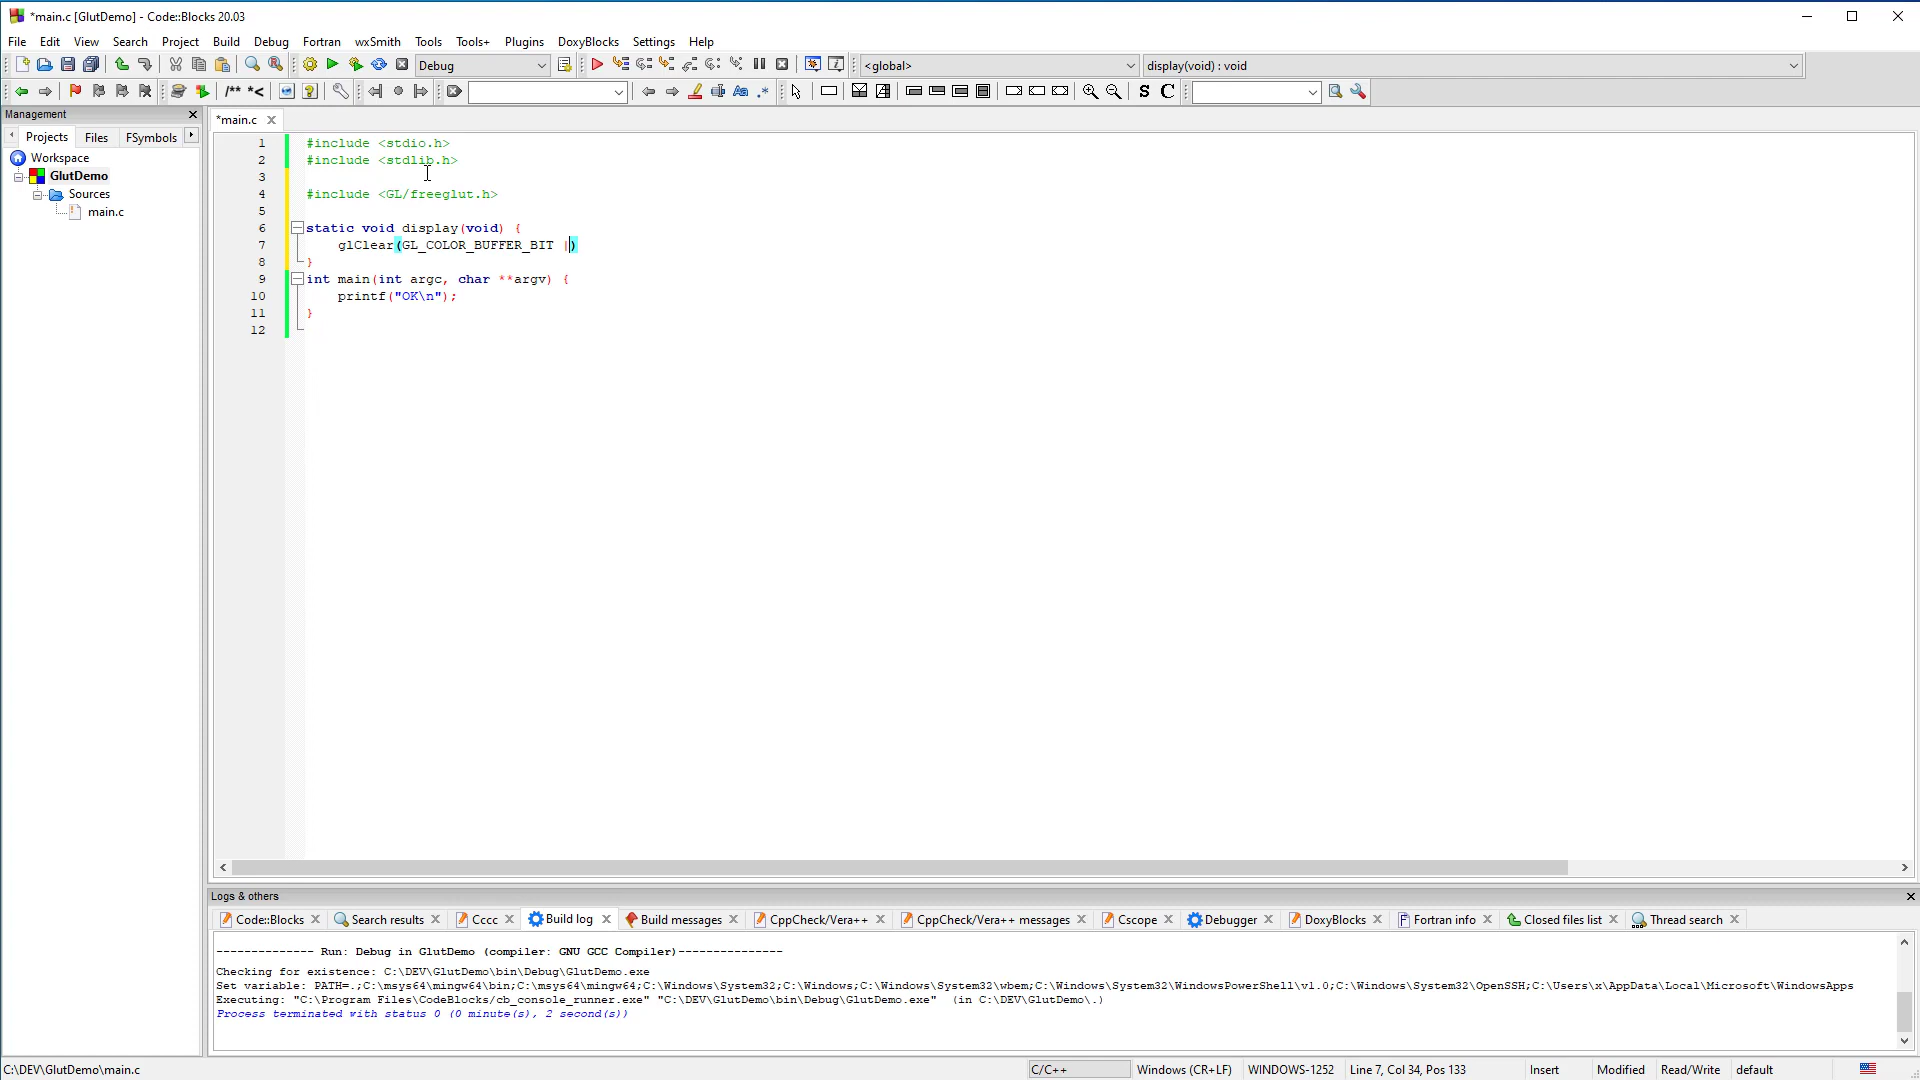 *main.c [GlutDemo] - Code::Blocks 20.03
File Edit View Search Project Build Debug Fortran wxSmith Tools Tools+ Plugins DoxyBlocks Settings Help
Debug <global> display(void) : void
/** *< Aa .* S C
Management
Projects Files FSymbols
Workspace
GlutDemo
Sources
main.c
*main.c
1 #include <stdio.h>
2 #include <stdlib.h>
3
4 #include <GL/freeglut.h>
5
6 static void display(void) {
7 glClear(GL_COLOR_BUFFER_BIT |)
8 }
9 int main(int argc, char **argv) {
10 printf("OK\n");
11 }
12
Logs & others
Code::Blocks Search results Cccc Build log Build messages CppCheck/Vera++ CppCheck/Vera++ messages Cscope Debugger DoxyBlocks Fortran info Closed files list Thread search
-------------- Run: Debug in GlutDemo (compiler: GNU GCC Compiler)---------------
Checking for existence: C:\DEV\GlutDemo\bin\Debug\GlutDemo.exe
Set variable: PATH=.;C:\msys64\mingw64\bin;C:\msys64\mingw64;C:\Windows\System32;C:\Windows;C:\Windows\System32\wbem;C:\Windows\System32\WindowsPowerShell\v1.0;C:\Windows\System32\OpenSSH;C:\Users\x\AppData\Local\Microsoft\WindowsApps
Executing: "C:\Program Files\CodeBlocks/cb_console_runner.exe" "C:\DEV\GlutDemo\bin\Debug\GlutDemo.exe" (in C:\DEV\GlutDemo\.)
Process terminated with status 0 (0 minute(s), 2 second(s))
C:\DEV\GlutDemo\main.c C/C++ Windows (CR+LF) WINDOWS-1252 Line 7, Col 34, Pos 133 Insert Modified Read/Write default